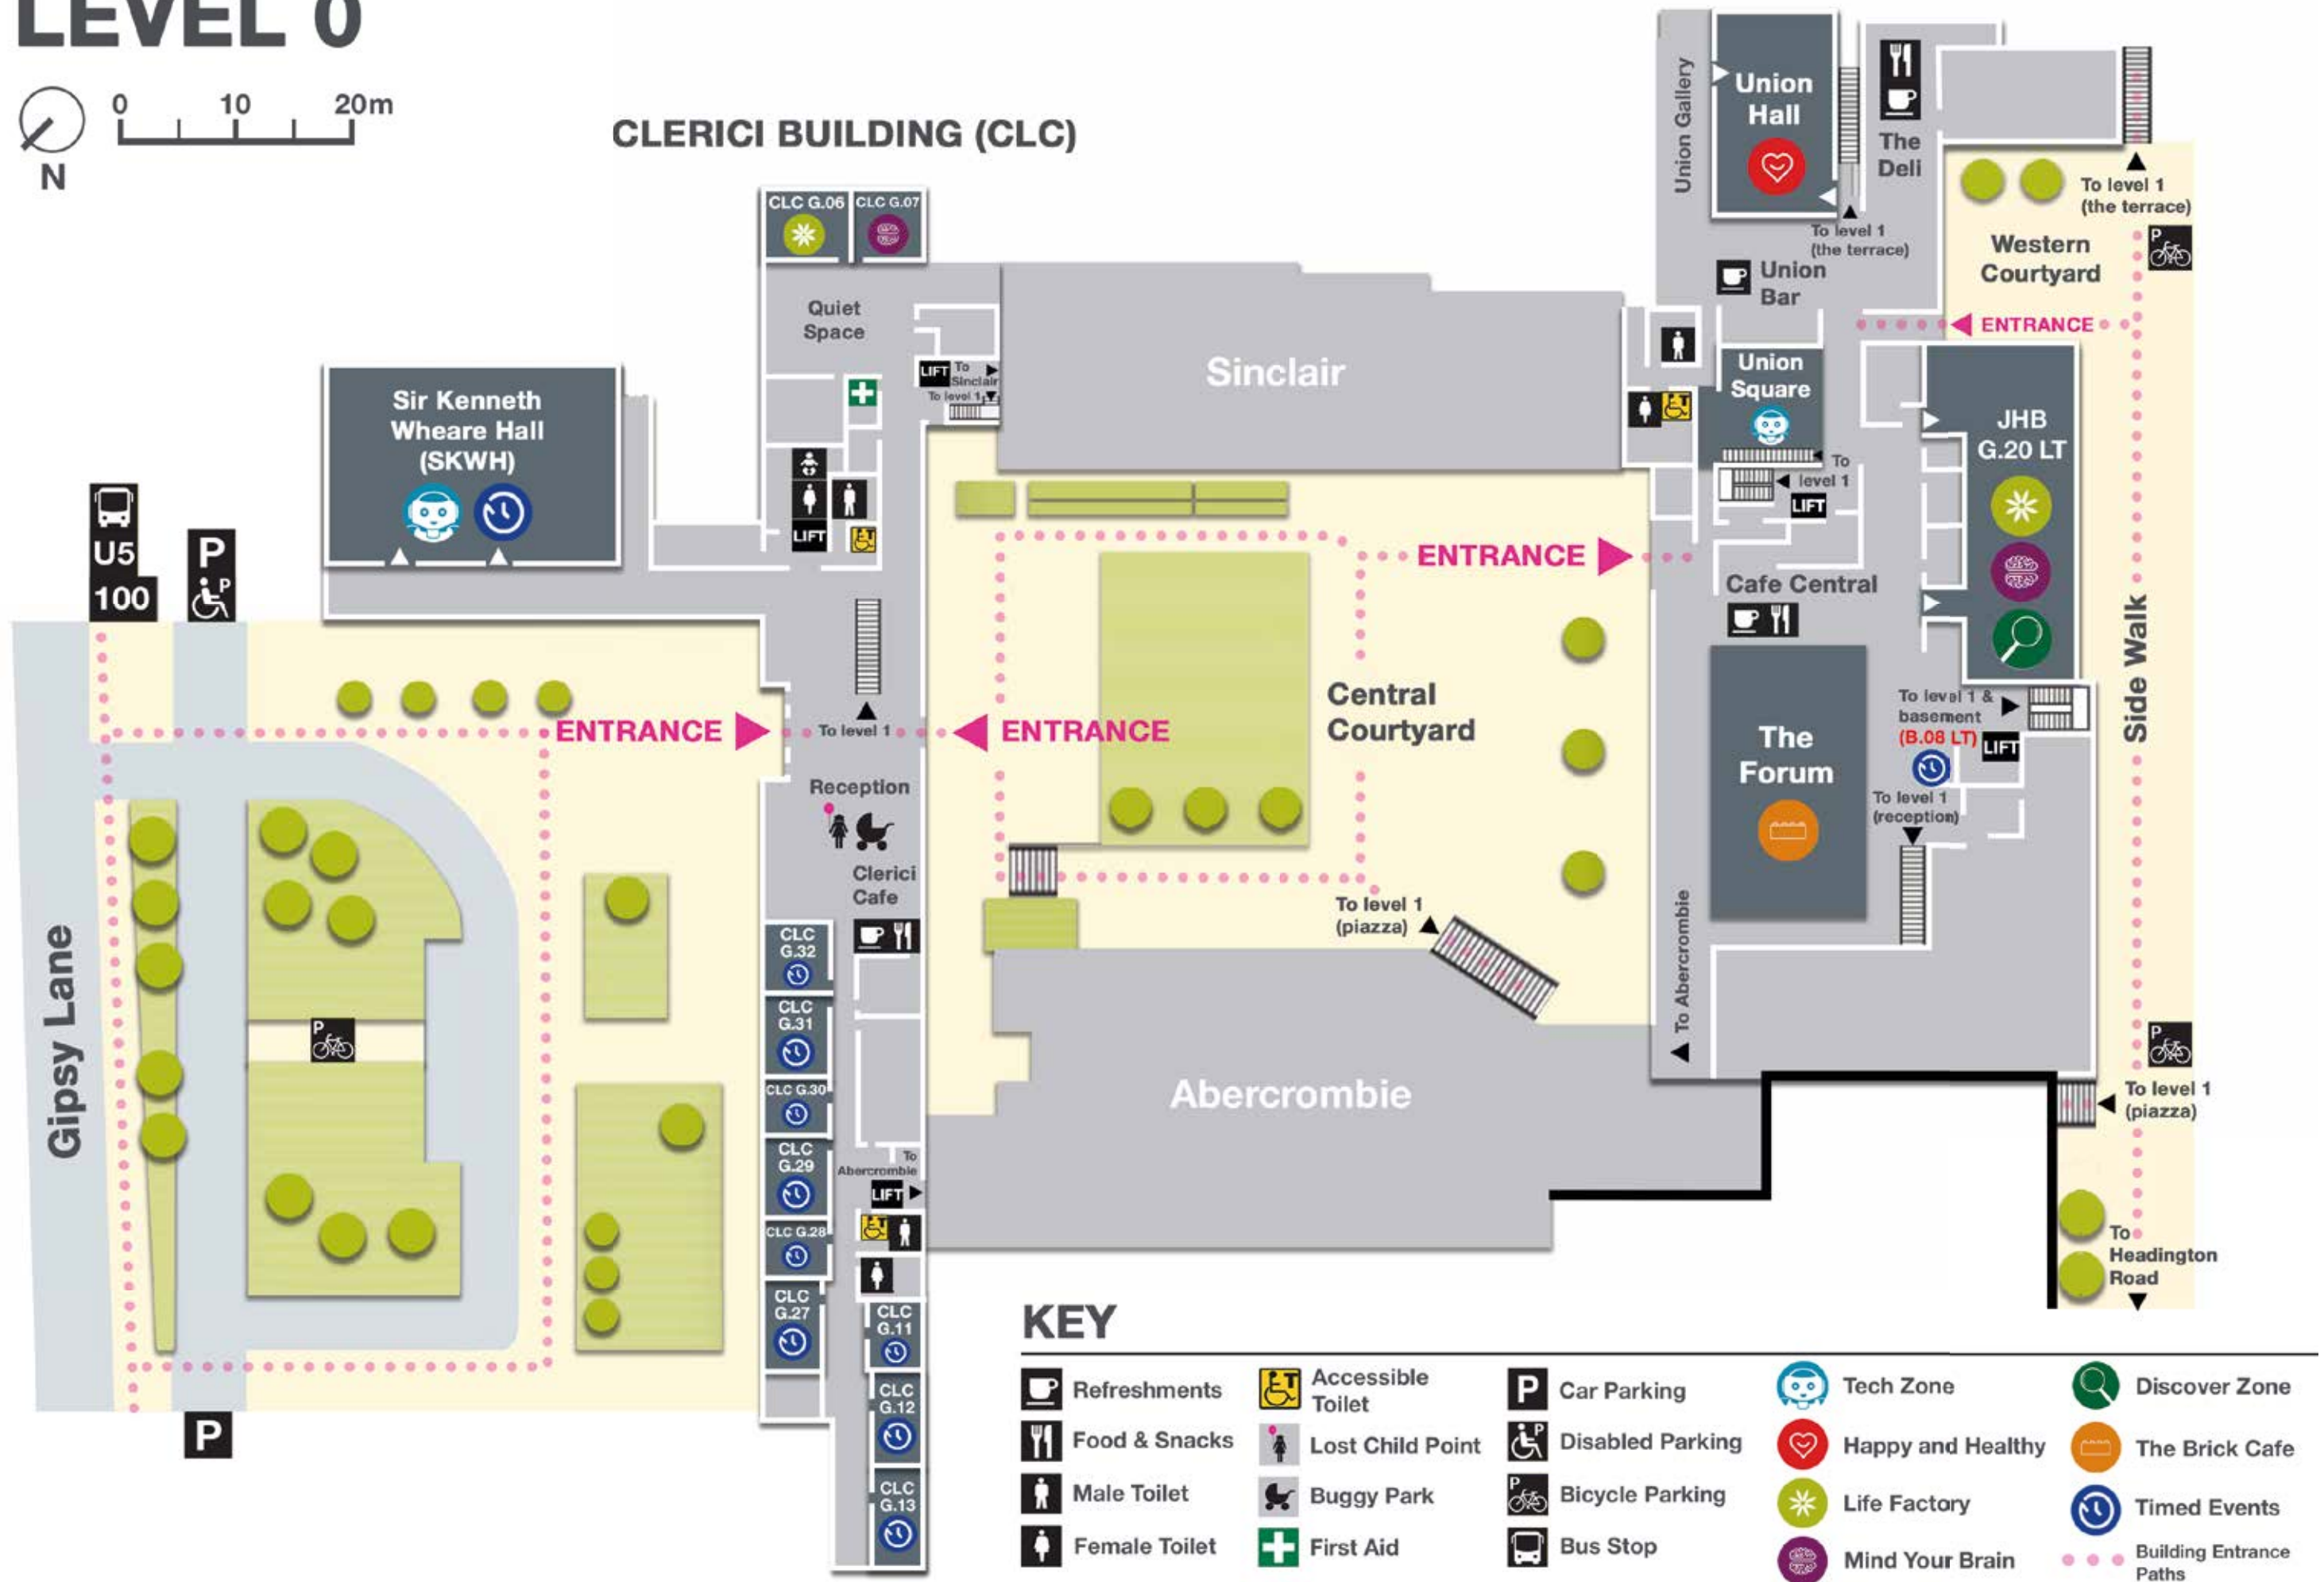 LEVEL 0
0 10 20m
N
CLERICI BUILDING (CLC)
CLC G.06
CLC G.07
Quiet
Space
LIFT
To
Sinclair
To level 1
Sinclair
Sir Kenneth
Wheare Hall
(SKWH)
U5
100
P
P
LIFT
ENTRANCE
To level 1
ENTRANCE
Reception
Clerici
Cafe
CLC
G.32
CLC
G.31
CLC G.30
CLC
G.29
CLC G.28
CLC
G.27
To
Abercrombie
LIFT
CLC
G.11
CLC
G.12
CLC
G.13
Gipsy Lane
P
P
Central
Courtyard
ENTRANCE
To level 1
(piazza)
Abercrombie
Union Gallery
Union
Hall
The
Deli
To level 1
(the terrace)
To level 1
(the terrace)
P
Western
Courtyard
Union
Bar
ENTRANCE
Union
Square
To
level 1
LIFT
JHB
G.20 LT
Cafe Central
The
Forum
To level 1 &
basement
(B.08 LT)
LIFT
To level 1
(reception)
To Abercrombie
Side Walk
P
To level 1
(piazza)
To
Headington
Road
KEY
Refreshments
Food & Snacks
Male Toilet
Female Toilet
T
Accessible
Toilet
Lost Child Point
Buggy Park
First Aid
P
Car Parking
P
Disabled Parking
P
Bicycle Parking
Bus Stop
Tech Zone
Happy and Healthy
Life Factory
Mind Your Brain
Discover Zone
The Brick Cafe
Timed Events
Building Entrance
Paths